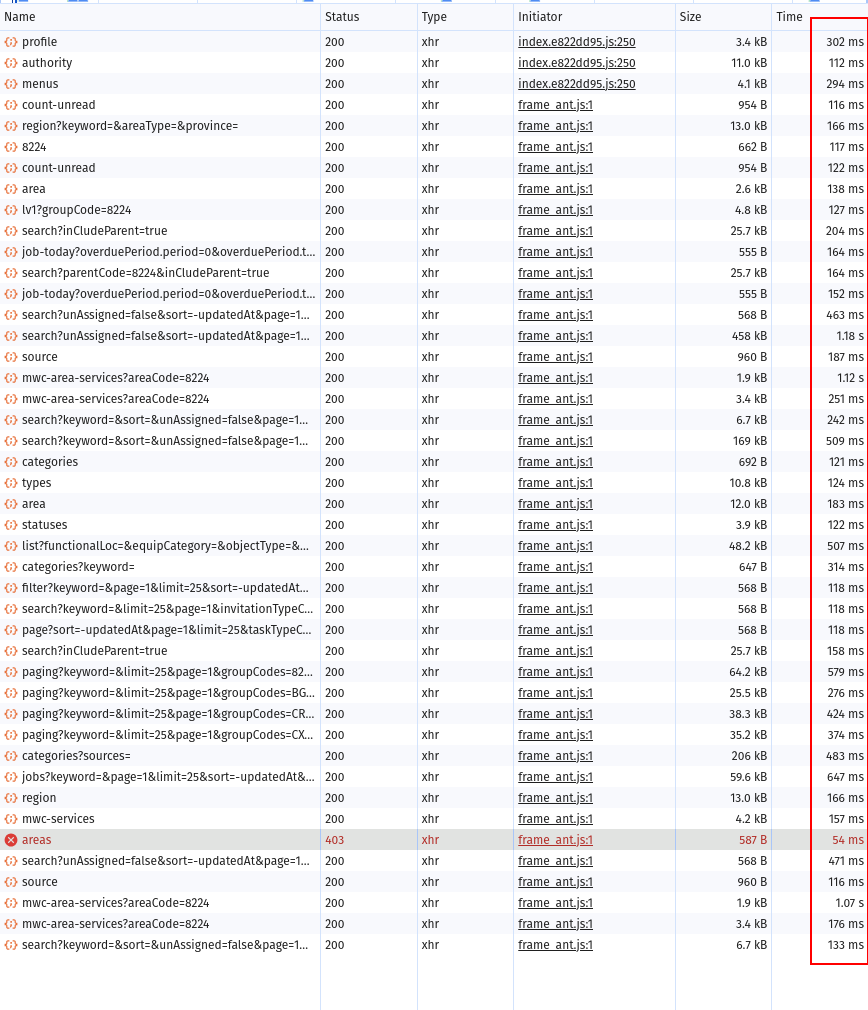 Name Status Type Initiator Size Time
profile 200 xhr index.e822dd95.js:250 3.4 kB 302 ms
authority 200 xhr index.e822dd95.js:250 11.0 kB 112 ms
menus 200 xhr index.e822dd95.js:250 4.1 kB 294 ms
count-unread 200 xhr frame_ant.js:1 954 B 116 ms
region?keyword=&areaType=&province= 200 xhr frame_ant.js:1 13.0 kB 166 ms
8224 200 xhr frame_ant.js:1 662 B 117 ms
count-unread 200 xhr frame_ant.js:1 954 B 122 ms
area 200 xhr frame_ant.js:1 2.6 kB 138 ms
lv1?groupCode=8224 200 xhr frame_ant.js:1 4.8 kB 127 ms
search?inCludeParent=true 200 xhr frame_ant.js:1 25.7 kB 204 ms
job-today?overduePeriod.period=0&overduePeriod.t... 200 xhr frame_ant.js:1 555 B 164 ms
search?parentCode=8224&inCludeParent=true 200 xhr frame_ant.js:1 25.7 kB 164 ms
job-today?overduePeriod.period=0&overduePeriod.t... 200 xhr frame_ant.js:1 555 B 152 ms
search?unAssigned=false&sort=-updatedAt&page=1... 200 xhr frame_ant.js:1 568 B 463 ms
search?unAssigned=false&sort=-updatedAt&page=1... 200 xhr frame_ant.js:1 458 kB 1.18 s
source 200 xhr frame_ant.js:1 960 B 187 ms
mwc-area-services?areaCode=8224 200 xhr frame_ant.js:1 1.9 kB 1.12 s
mwc-area-services?areaCode=8224 200 xhr frame_ant.js:1 3.4 kB 251 ms
search?keyword=&sort=&unAssigned=false&page=1... 200 xhr frame_ant.js:1 6.7 kB 242 ms
search?keyword=&sort=&unAssigned=false&page=1... 200 xhr frame_ant.js:1 169 kB 509 ms
categories 200 xhr frame_ant.js:1 692 B 121 ms
types 200 xhr frame_ant.js:1 10.8 kB 124 ms
area 200 xhr frame_ant.js:1 12.0 kB 183 ms
statuses 200 xhr frame_ant.js:1 3.9 kB 122 ms
list?functionalLoc=&equipCategory=&objectType=&... 200 xhr frame_ant.js:1 48.2 kB 507 ms
categories?keyword= 200 xhr frame_ant.js:1 647 B 314 ms
filter?keyword=&page=1&limit=25&sort=-updatedAt... 200 xhr frame_ant.js:1 568 B 118 ms
search?keyword=&limit=25&page=1&invitationTypeC... 200 xhr frame_ant.js:1 568 B 118 ms
page?sort=-updatedAt&page=1&limit=25&taskTypeC... 200 xhr frame_ant.js:1 568 B 118 ms
search?inCludeParent=true 200 xhr frame_ant.js:1 25.7 kB 158 ms
paging?keyword=&limit=25&page=1&groupCodes=82... 200 xhr frame_ant.js:1 64.2 kB 579 ms
paging?keyword=&limit=25&page=1&groupCodes=BG... 200 xhr frame_ant.js:1 25.5 kB 276 ms
paging?keyword=&limit=25&page=1&groupCodes=CR... 200 xhr frame_ant.js:1 38.3 kB 424 ms
paging?keyword=&limit=25&page=1&groupCodes=CX... 200 xhr frame_ant.js:1 35.2 kB 374 ms
categories?sources= 200 xhr frame_ant.js:1 206 kB 483 ms
jobs?keyword=&page=1&limit=25&sort=-updatedAt&... 200 xhr frame_ant.js:1 59.6 kB 647 ms
region 200 xhr frame_ant.js:1 13.0 kB 166 ms
mwc-services 200 xhr frame_ant.js:1 4.2 kB 157 ms
areas 403 xhr frame_ant.js:1 587 B 54 ms
search?unAssigned=false&sort=-updatedAt&page=1... 200 xhr frame_ant.js:1 568 B 471 ms
source 200 xhr frame_ant.js:1 960 B 116 ms
mwc-area-services?areaCode=8224 200 xhr frame_ant.js:1 1.9 kB 1.07 s
mwc-area-services?areaCode=8224 200 xhr frame_ant.js:1 3.4 kB 176 ms
search?keyword=&sort=&unAssigned=false&page=1... 200 xhr frame_ant.js:1 6.7 kB 133 ms